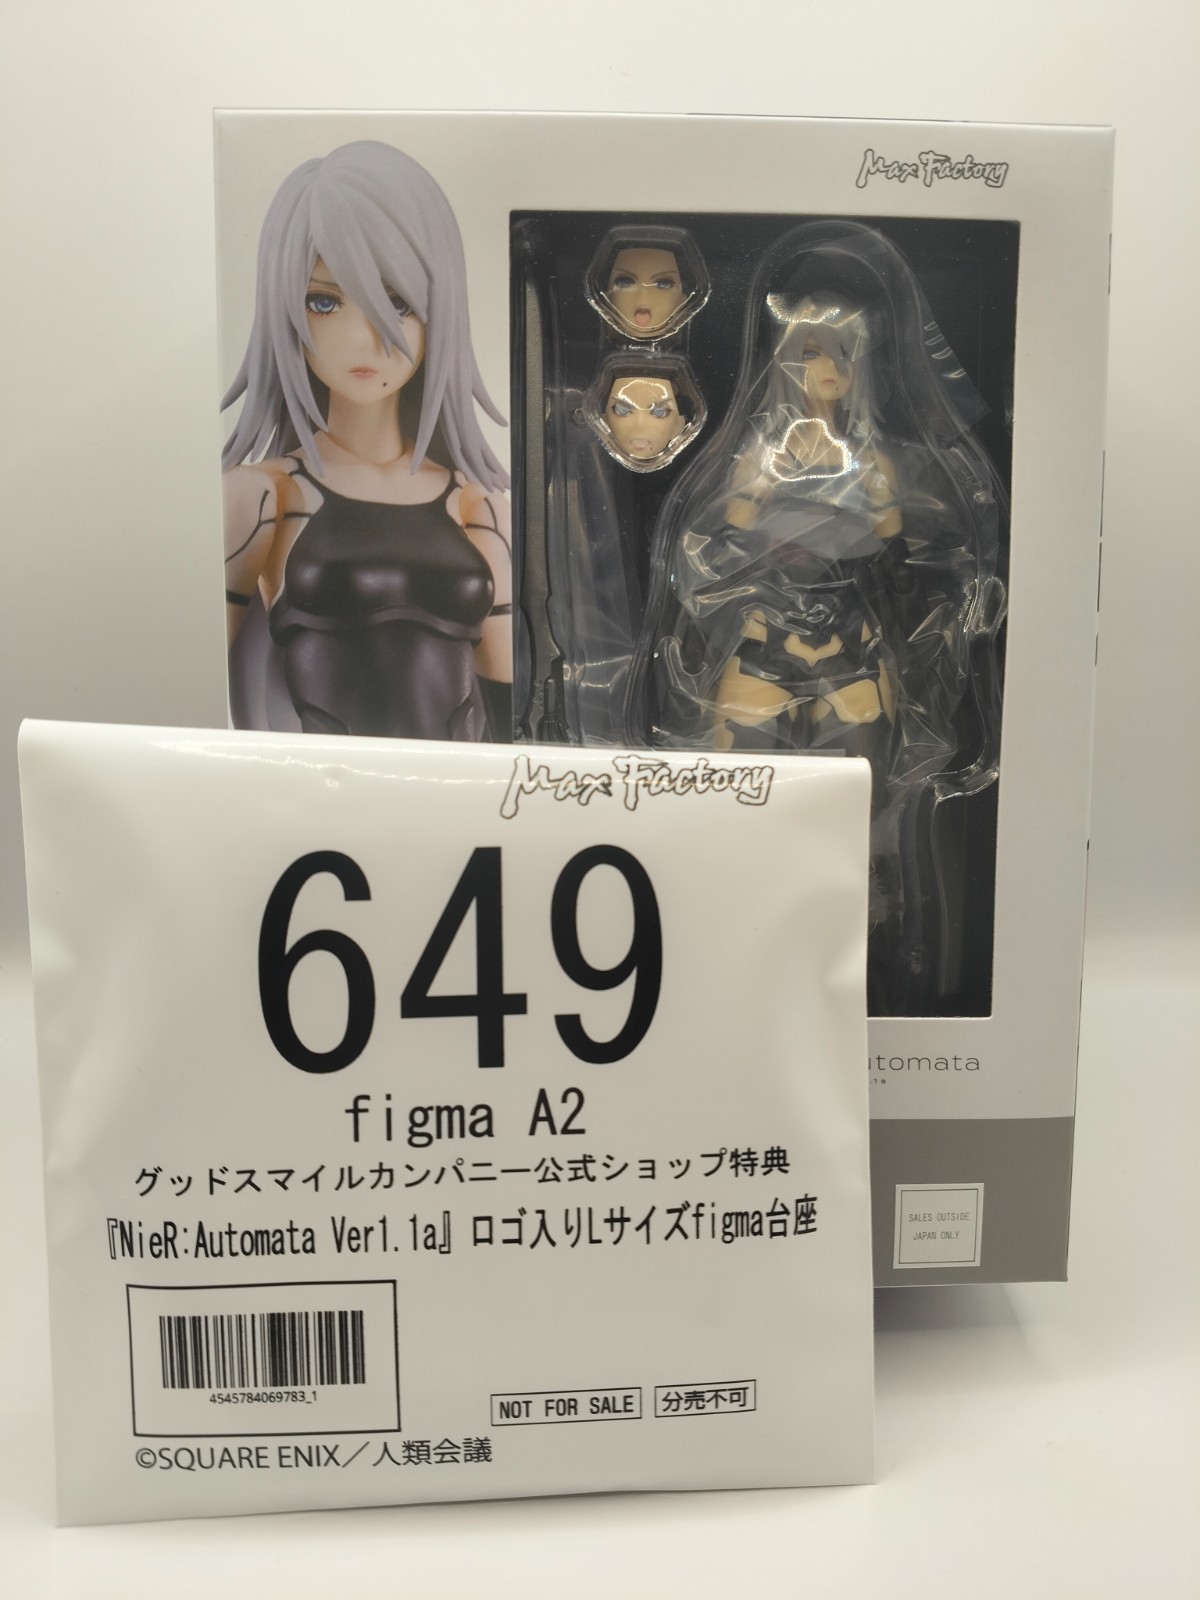 Max Factory
utomata
.1a
SALES OUTSIDE
JAPAN ONLY
Max Factory
649
figma A2
グッドスマイルカンパニー公式ショップ特典
『NieR:Automata Ver1.1a』ロゴ入りLサイズfigma台座
4545784069783_1
NOT FOR SALE 分売不可
©SQUARE ENIX／人類会議